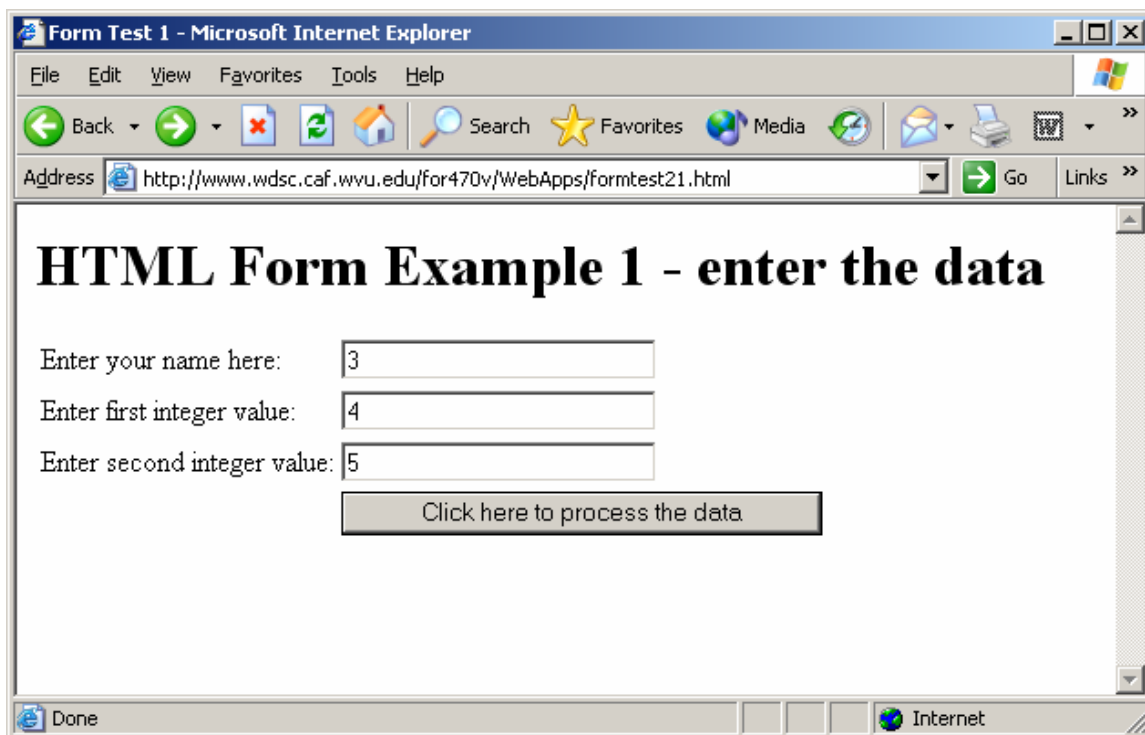 Form Test 1 - Microsoft Internet Explorer
File Edit View Favorites Tools Help
Back Search Favorites Media W »
Address http://www.wdsc.caf.wvu.edu/for470v/WebApps/formtest21.html Go Links »
HTML Form Example 1 - enter the data
Enter your name here: 3
Enter first integer value: 4
Enter second integer value: 5
Click here to process the data
Done Internet